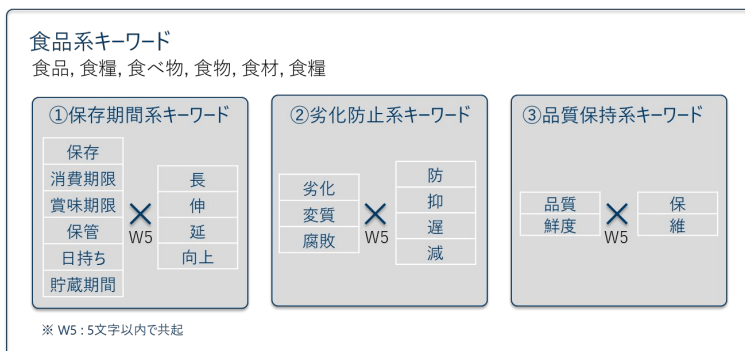 食品系キーワード
食品, 食糧, 食べ物, 食物, 食材, 食糧
①保存期間系キーワード
保存
消費期限
賞味期限
保管
日持ち
貯蔵期間
×
W5
長
伸
延
向上
②劣化防止系キーワード
劣化
変質
腐敗
×
W5
防
抑
遅
減
③品質保持系キーワード
品質
鮮度
×
W5
保
維
※ W5 : 5文字以内で共起